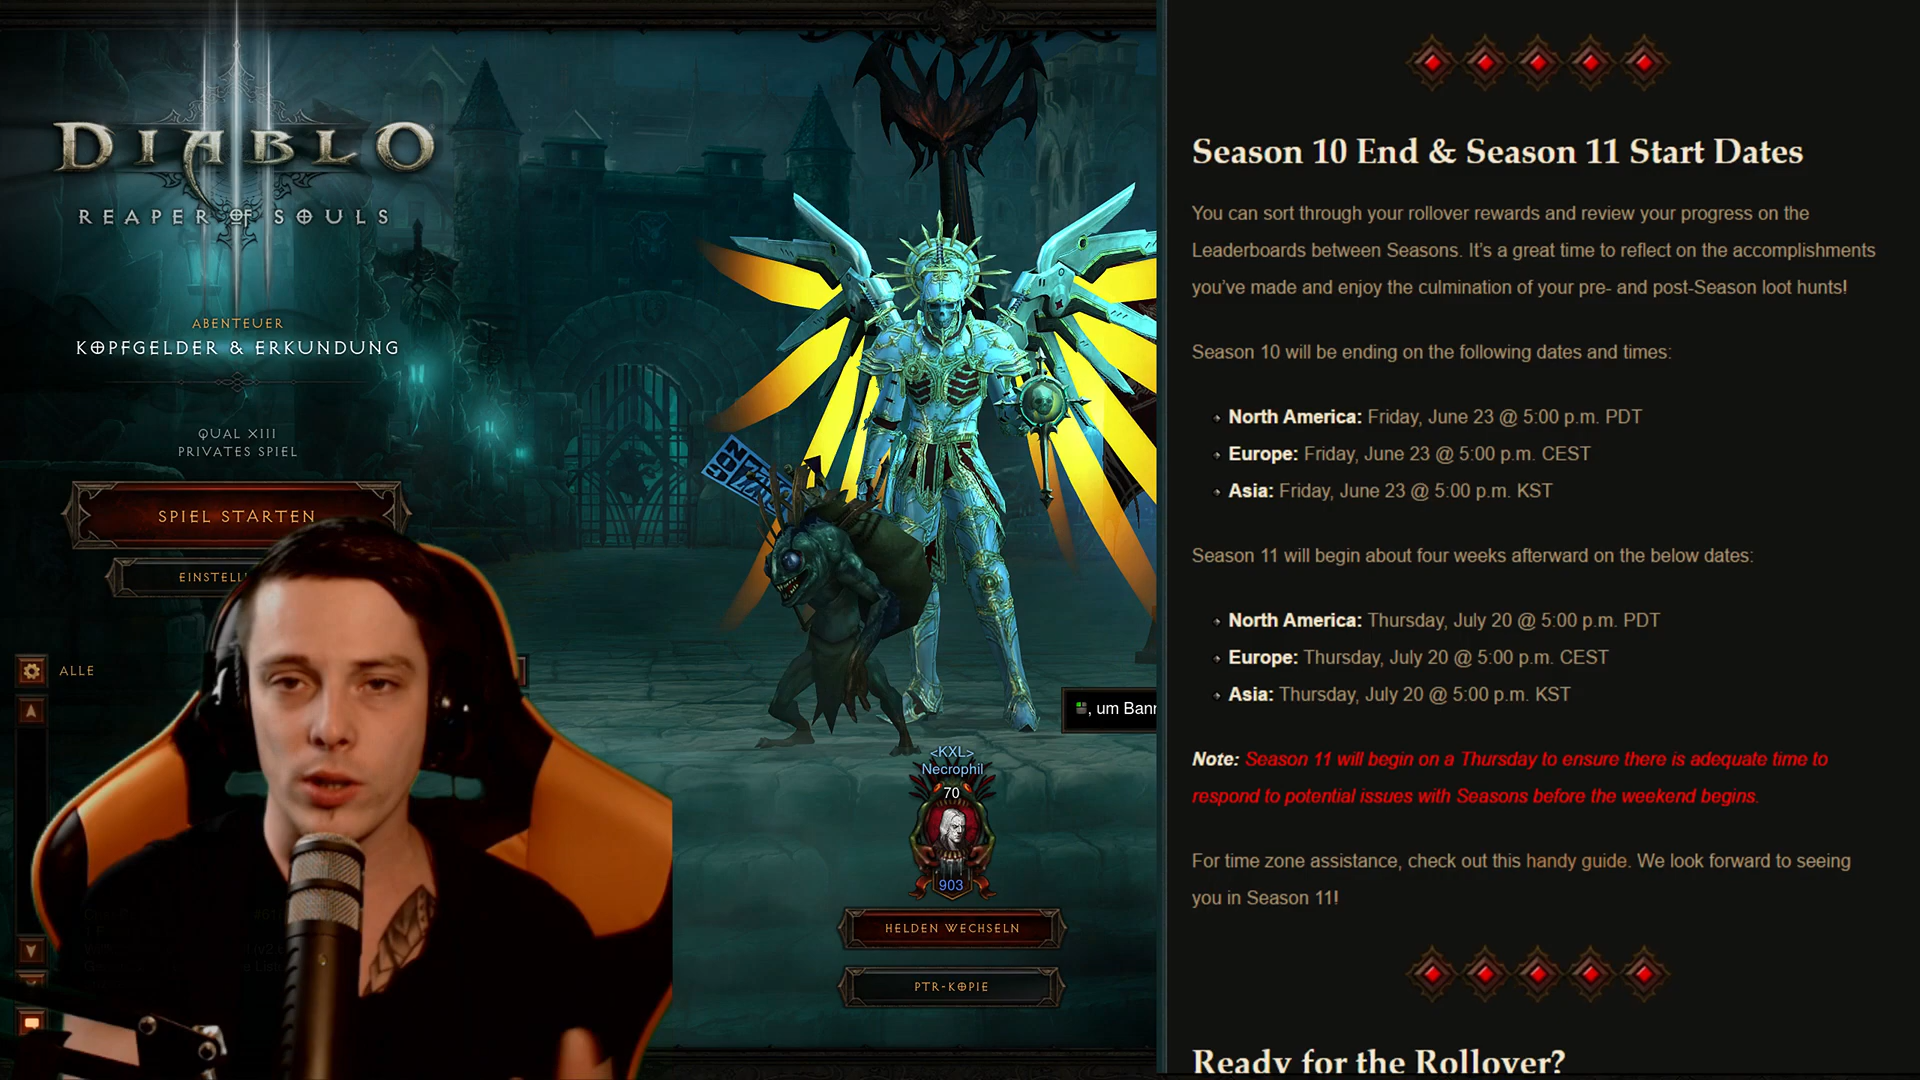 DIABLO
REAPER OF SOULS
ABENTEUER
KOPFGELDER & ERKUNDUNG
QUAL XIII
PRIVATES SPIEL
SPIEL STARTEN
EINSTELL
ALLE
, um Bann
<KXL>
Necrophil
70
903
HELDEN WECHSELN
PTR-KOPIE
Season 10 End & Season 11 Start Dates
You can sort through your rollover rewards and review your progress on the
Leaderboards between Seasons. It’s a great time to reflect on the accomplishments
you’ve made and enjoy the culmination of your pre- and post-Season loot hunts!
Season 10 will be ending on the following dates and times:
North America: Friday, June 23 @ 5:00 p.m. PDT
Europe: Friday, June 23 @ 5:00 p.m. CEST
Asia: Friday, June 23 @ 5:00 p.m. KST
Season 11 will begin about four weeks afterward on the below dates:
North America: Thursday, July 20 @ 5:00 p.m. PDT
Europe: Thursday, July 20 @ 5:00 p.m. CEST
Asia: Thursday, July 20 @ 5:00 p.m. KST
Note: Season 11 will begin on a Thursday to ensure there is adequate time to
respond to potential issues with Seasons before the weekend begins.
For time zone assistance, check out this handy guide. We look forward to seeing
you in Season 11!
Ready for the Rollover?